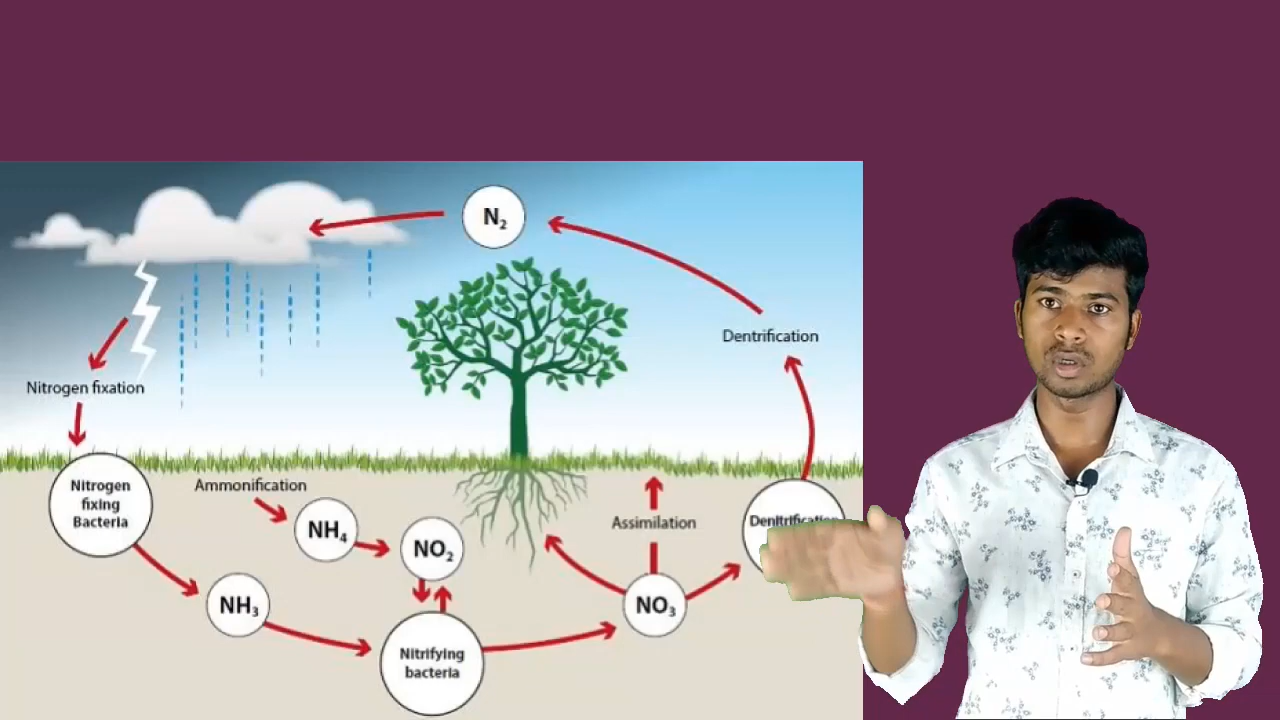 N₂
Dentrification
Nitrogen fixation
Nitrogen
fixing
Bacteria
Ammonification
NH₄
NO₂
Assimilation
NH₃
NO₃
Nitrifying
bacteria